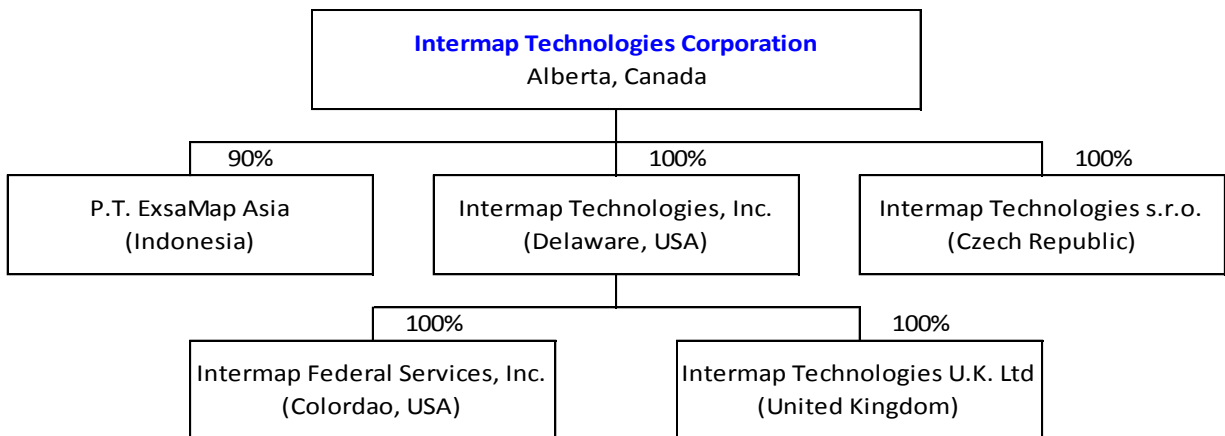 Intermap Technologies Corporation
Alberta, Canada
90%
100%
100%
P.T. ExsaMap Asia
(Indonesia)
Intermap Technologies, Inc.
(Delaware, USA)
Intermap Technologies s.r.o.
(Czech Republic)
100%
100%
Intermap Federal Services, Inc.
(Colordao, USA)
Intermap Technologies U.K. Ltd
(United Kingdom)